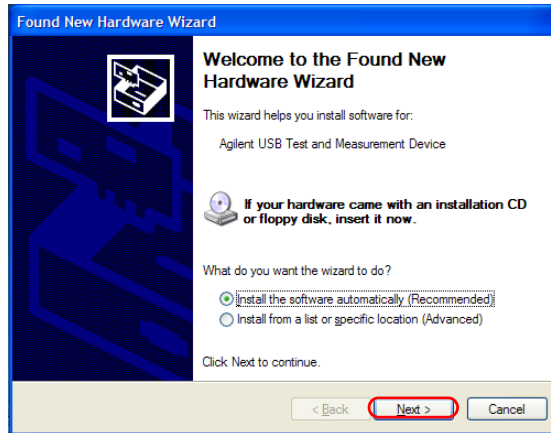 Found New Hardware Wizard
Welcome to the Found New
Hardware Wizard
This wizard helps you install software for:
Agilent USB Test and Measurement Device
If your hardware came with an installation CD
or floppy disk, insert it now.
What do you want the wizard to do?
Install the software automatically (Recommended)
Install from a list or specific location (Advanced)
Click Next to continue.
< Back Next > Cancel